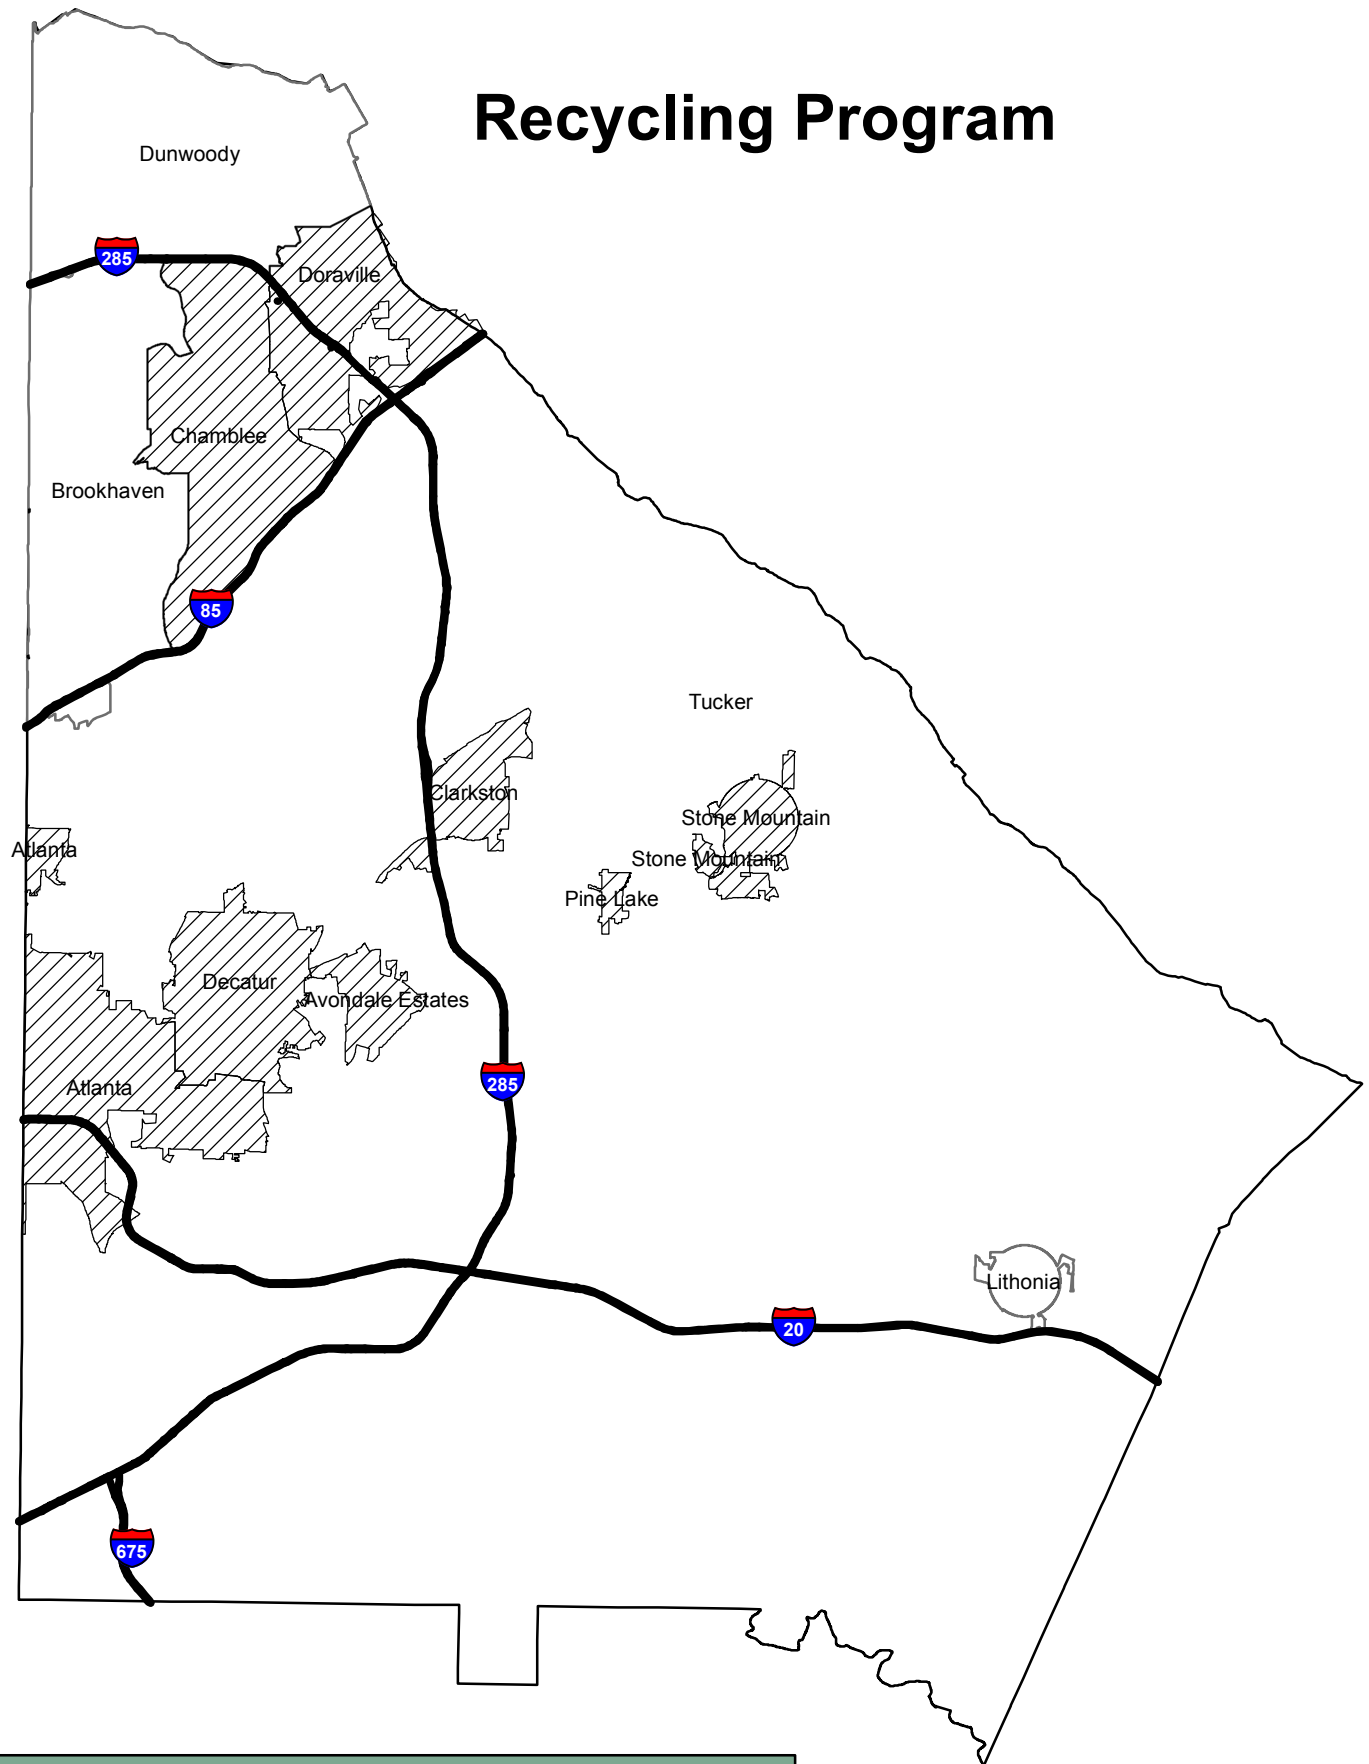 Recycling Program
Dunwoody
285
Doraville
Chamblee
Brookhaven
85
Tucker
Clarkston
Stone Mountain
Atlanta
Stone Mountain
Pine Lake
Decatur
Avondale Estates
285
Atlanta
Lithonia
20
675